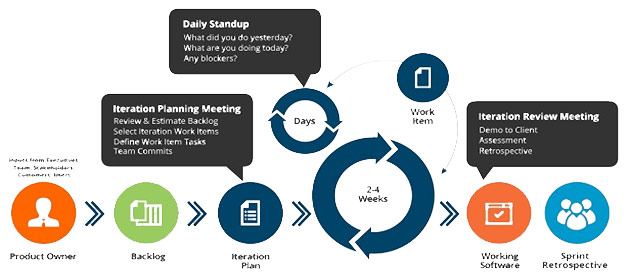 Daily Standup
What did you do yesterday?
What are you doing today?
Any blockers?
Iteration Planning Meeting
Review & Estimate Backlog
Select Iteration Work Items
Define Work Item Tasks
Team Commits
Days
Work
Item
Iteration Review Meeting
Demo to Client
Assessment
Retrospective
Inputs from Executives
Team, Stakeholders
Customers, Users
2-4
Weeks
Product Owner
Backlog
Iteration
Plan
Working
Software
Sprint
Retrospective